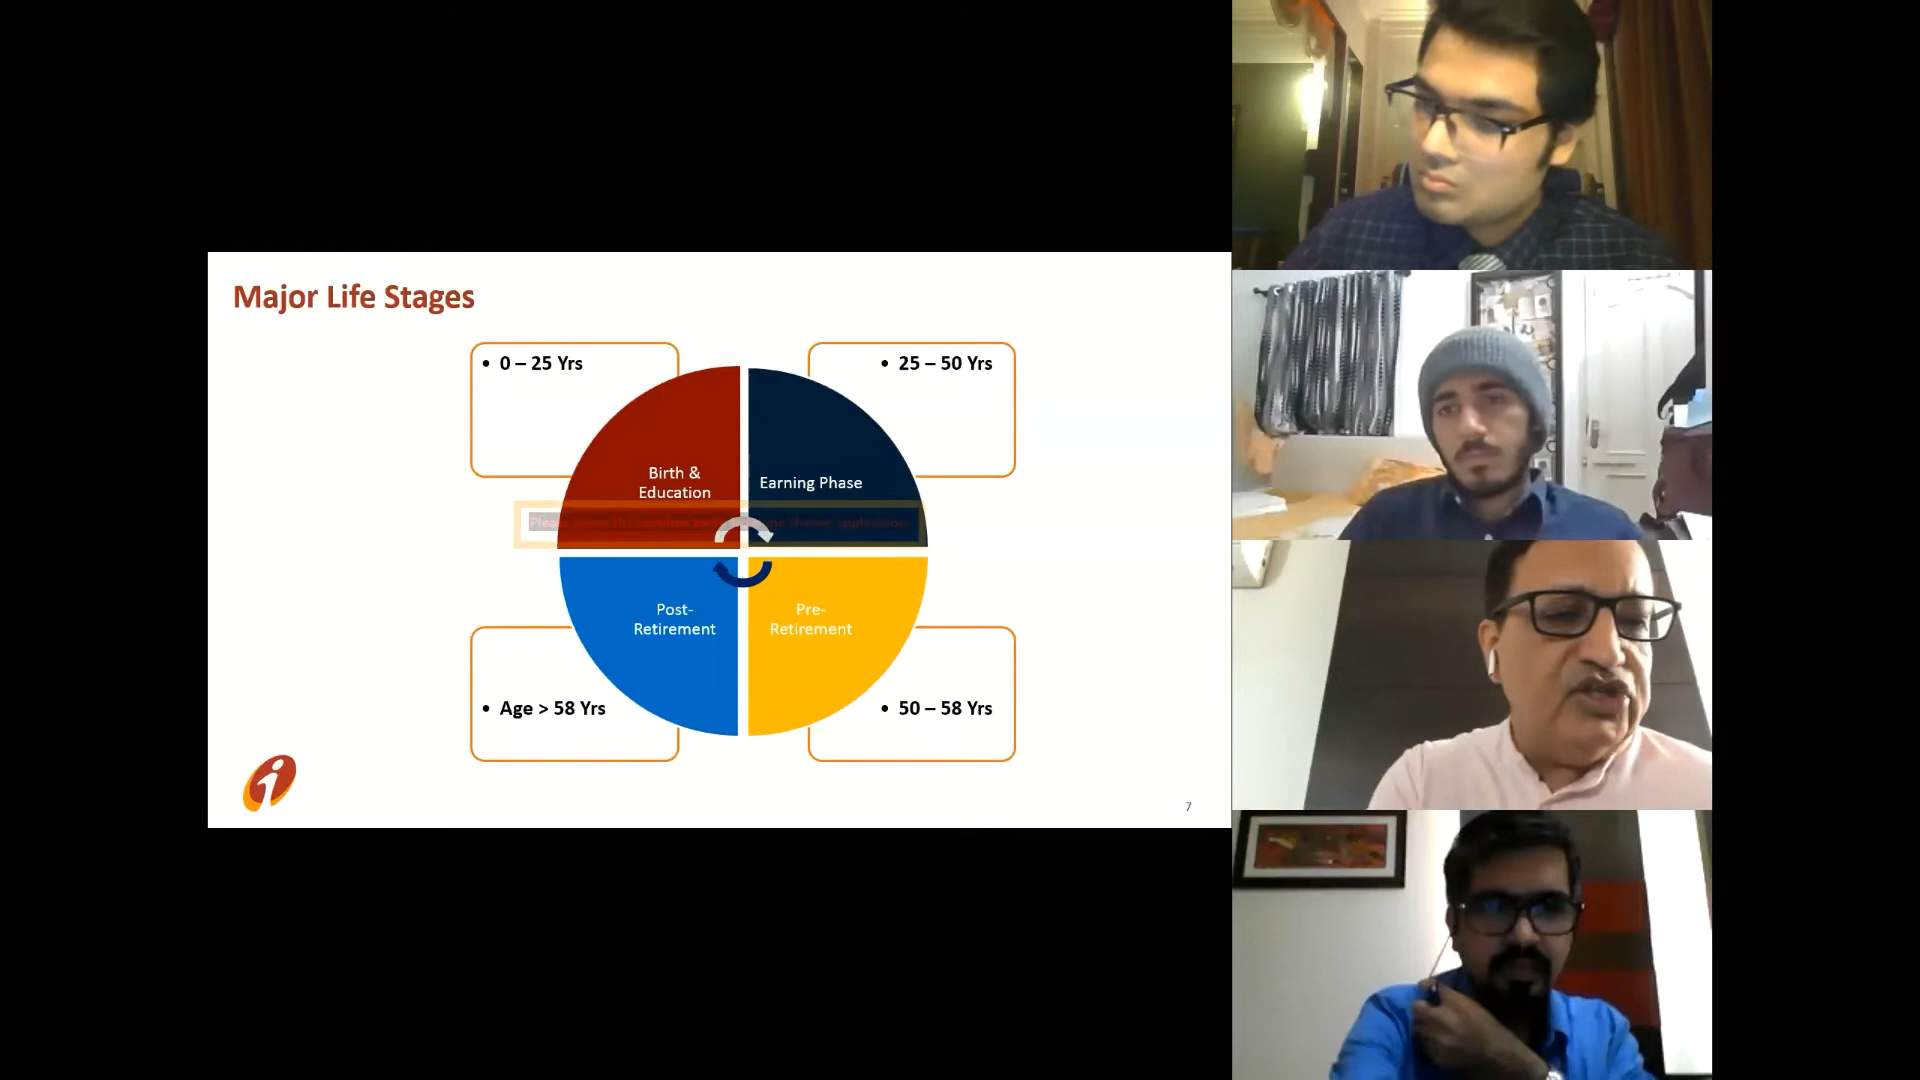 Major Life Stages
• 0 – 25 Yrs
• 25 – 50 Yrs
Birth &
Education
Earning Phase
Please
Post-
Retirement
Pre-
Retirement
• Age > 58 Yrs
• 50 – 58 Yrs
i
7